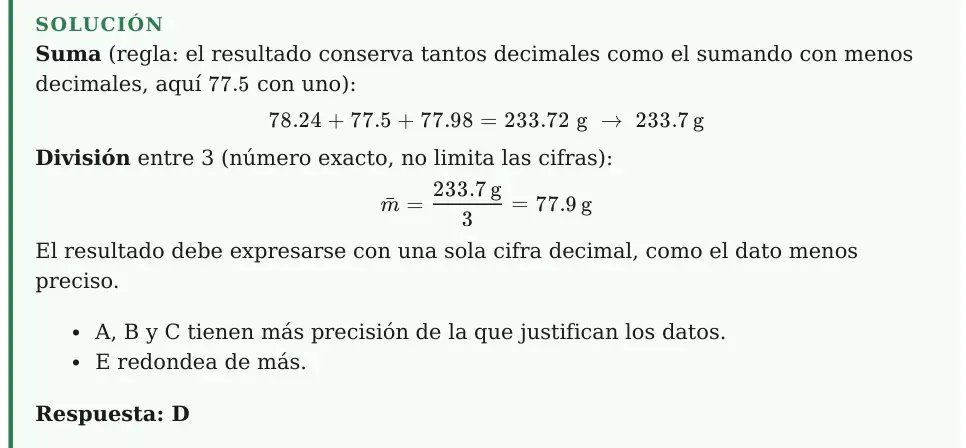 SOLUCIÓN
Suma (regla: el resultado conserva tantos decimales como el sumando con menos
decimales, aquí 77.5 con uno):
78.24 + 77.5 + 77.98 = 233.72 g → 233.7 g
División entre 3 (número exacto, no limita las cifras):
m̄ = 233.7 g / 3 = 77.9 g
El resultado debe expresarse con una sola cifra decimal, como el dato menos
preciso.
• A, B y C tienen más precisión de la que justifican los datos.
• E redondea de más.
Respuesta: D